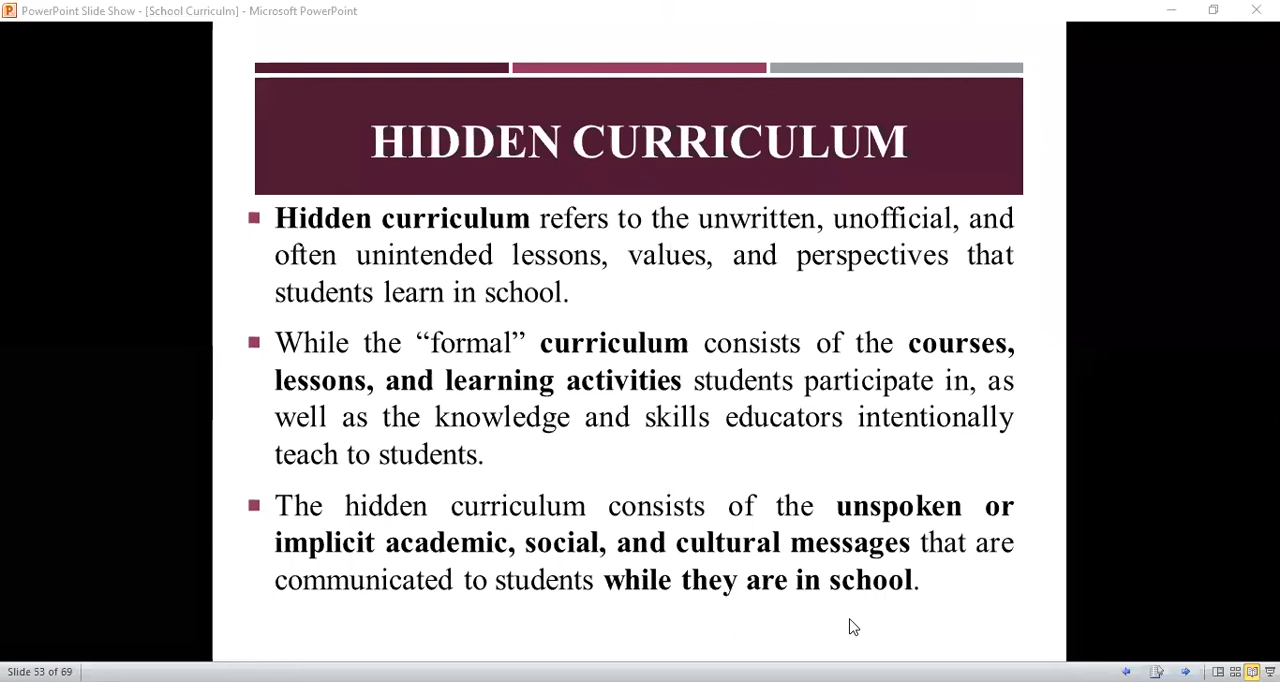 PowerPoint Slide Show - [School Curriculm] - Microsoft PowerPoint
HIDDEN CURRICULUM
Hidden curriculum refers to the unwritten, unofficial, and
often unintended lessons, values, and perspectives that
students learn in school.
While the “formal” curriculum consists of the courses,
lessons, and learning activities students participate in, as
well as the knowledge and skills educators intentionally
teach to students.
The hidden curriculum consists of the unspoken or
implicit academic, social, and cultural messages that are
communicated to students while they are in school.
Slide 53 of 69